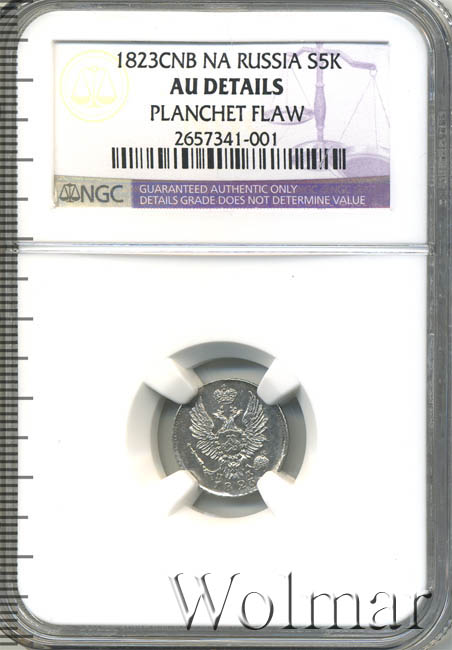 1823CNB NA RUSSIA S5K
AU DETAILS
PLANCHET FLAW
2657341-001
NGC
GUARANTEED AUTHENTIC ONLY
DETAILS GRADE DOES NOT DETERMINE VALUE
1823
Wolmar